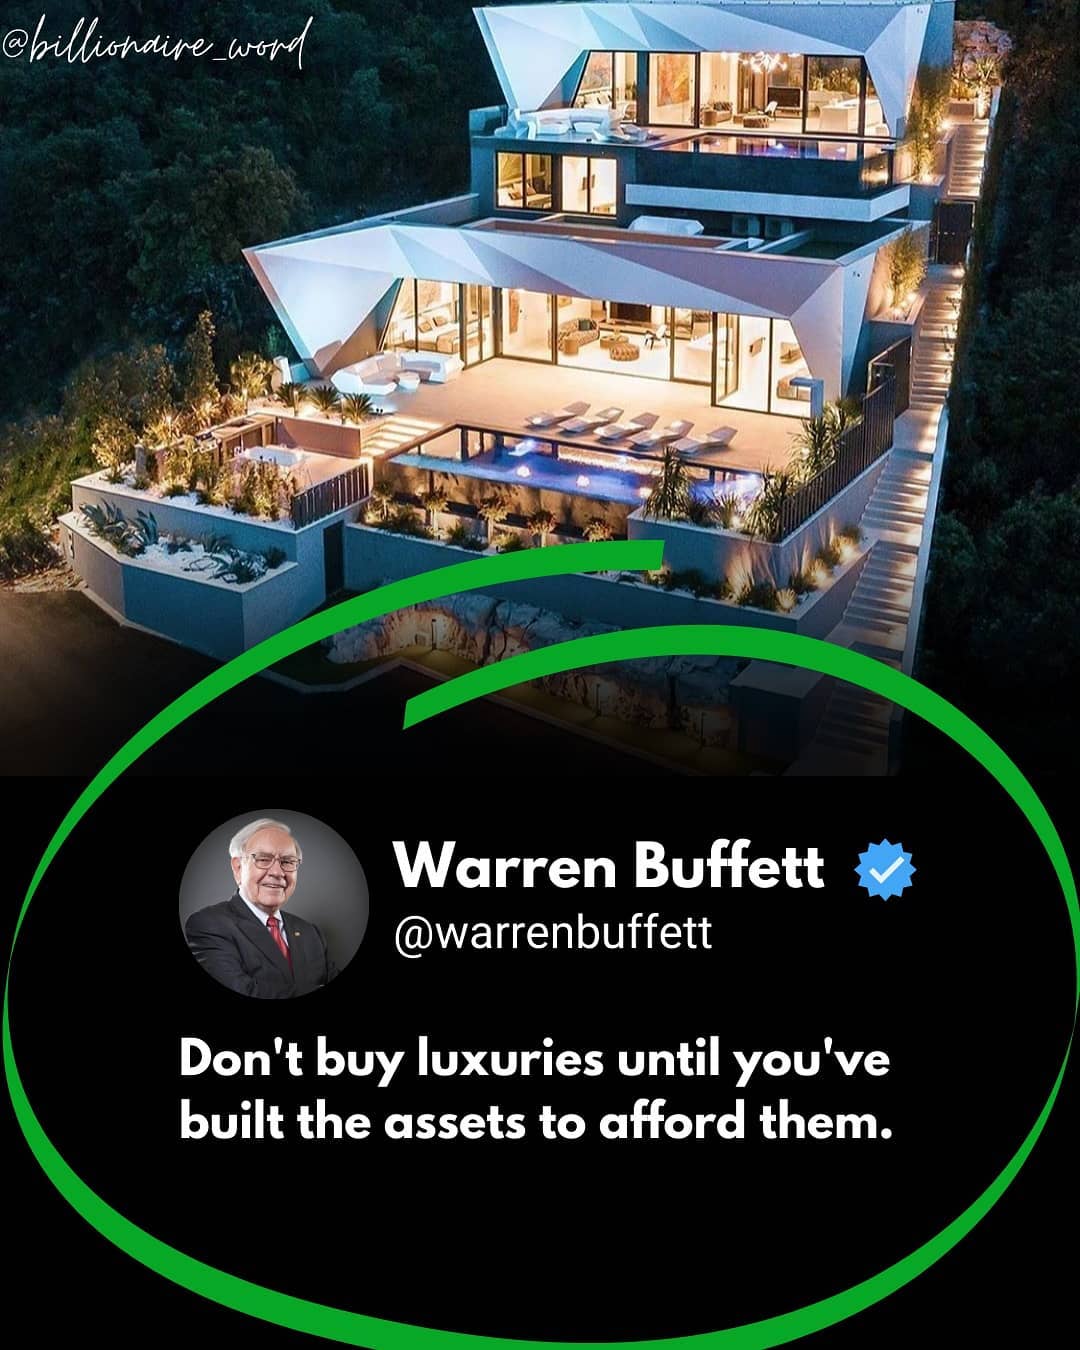 @billionaire_word
Warren Buffett
@warrenbuffett
Don't buy luxuries until you've
built the assets to afford them.